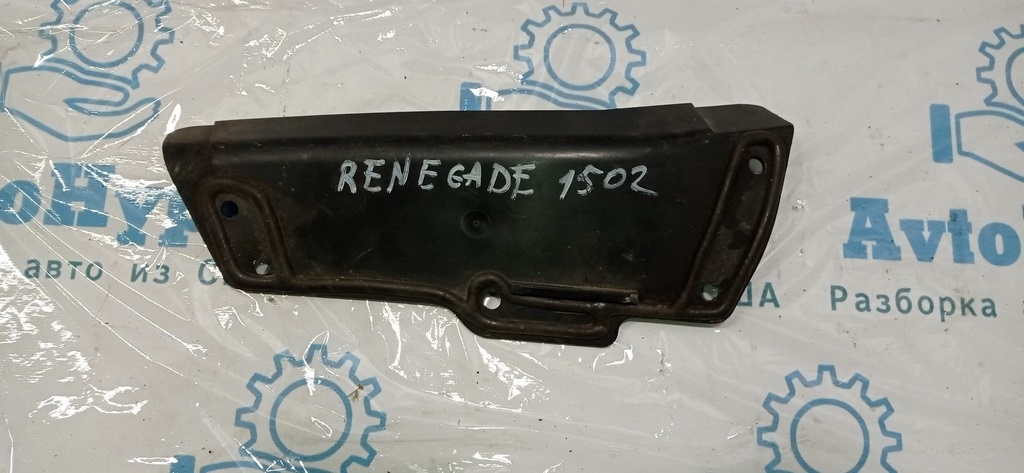 RENEGADE 1502
Avto
авто из С
ША Разборка